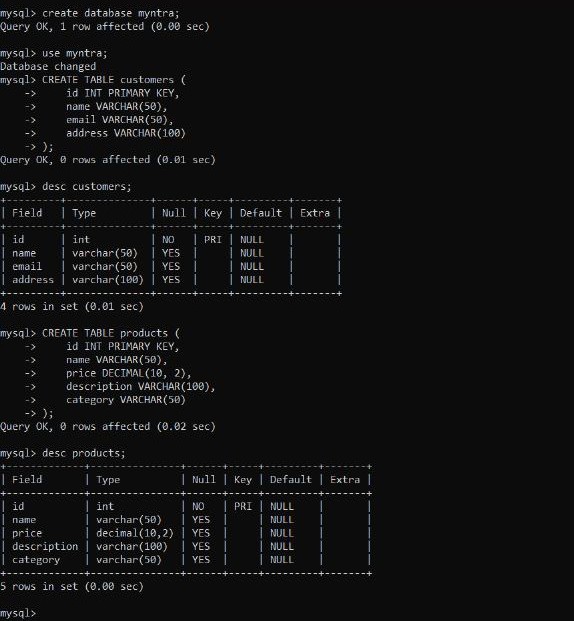 mysql> create database myntra;
Query OK, 1 row affected (0.00 sec)

mysql> use myntra;
Database changed
mysql> CREATE TABLE customers (
    ->     id INT PRIMARY KEY,
    ->     name VARCHAR(50),
    ->     email VARCHAR(50),
    ->     address VARCHAR(100)
    -> );
Query OK, 0 rows affected (0.01 sec)

mysql> desc customers;
+---------+--------------+------+-----+---------+-------+
| Field   | Type         | Null | Key | Default | Extra |
+---------+--------------+------+-----+---------+-------+
| id      | int          | NO   | PRI | NULL    |       |
| name    | varchar(50)  | YES  |     | NULL    |       |
| email   | varchar(50)  | YES  |     | NULL    |       |
| address | varchar(100) | YES  |     | NULL    |       |
+---------+--------------+------+-----+---------+-------+
4 rows in set (0.01 sec)

mysql> CREATE TABLE products (
    ->     id INT PRIMARY KEY,
    ->     name VARCHAR(50),
    ->     price DECIMAL(10, 2),
    ->     description VARCHAR(100),
    ->     category VARCHAR(50)
    -> );
Query OK, 0 rows affected (0.02 sec)

mysql> desc products;
+-------------+---------------+------+-----+---------+-------+
| Field       | Type          | Null | Key | Default | Extra |
+-------------+---------------+------+-----+---------+-------+
| id          | int           | NO   | PRI | NULL    |       |
| name        | varchar(50)   | YES  |     | NULL    |       |
| price       | decimal(10,2) | YES  |     | NULL    |       |
| description | varchar(100)  | YES  |     | NULL    |       |
| category    | varchar(50)   | YES  |     | NULL    |       |
+-------------+---------------+------+-----+---------+-------+
5 rows in set (0.00 sec)

mysql>